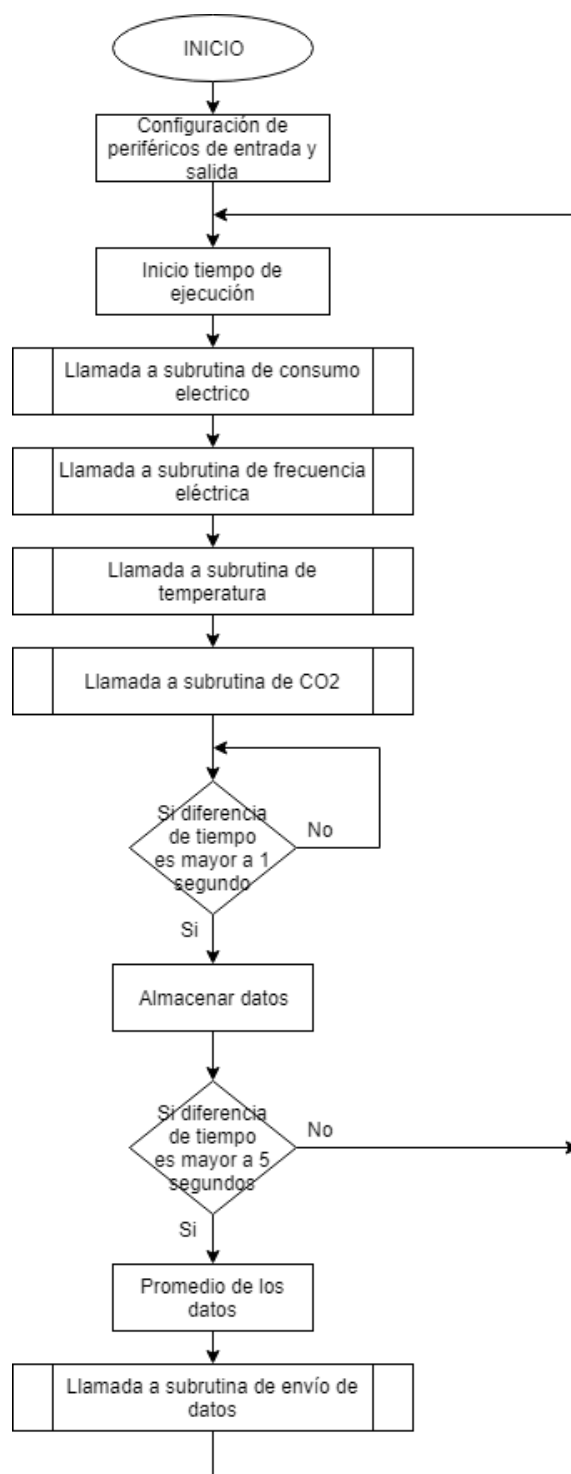 INICIO
Configuración de
periféricos de entrada y
salida
Inicio tiempo de
ejecución
Llamada a subrutina de consumo
electrico
Llamada a subrutina de frecuencia
eléctrica
Llamada a subrutina de
temperatura
Llamada a subrutina de CO2
Si diferencia
de tiempo
es mayor a 1
segundo
No
Si
Almacenar datos
Si diferencia
de tiempo
es mayor a 5
segundos
No
Si
Promedio de los
datos
Llamada a subrutina de envío de
datos